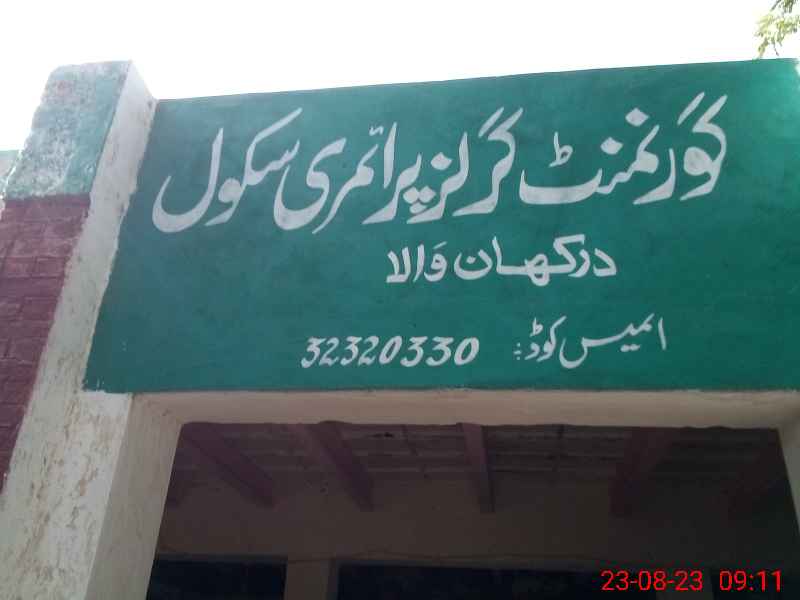 گورنمنٹ گرلز پرائمری سکول
درکھان والا
ایمیس کوڈ: 32320330
23-08-23 09:11